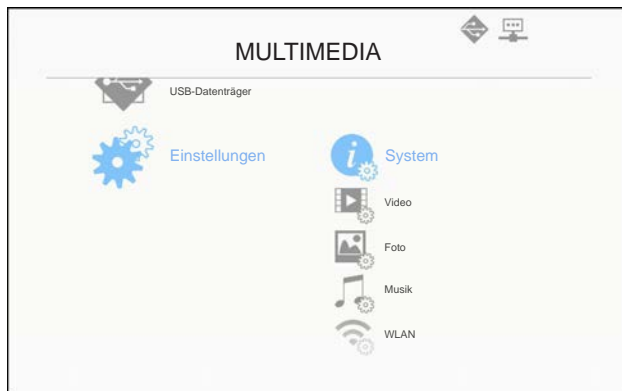 MULTIMEDIA
USB-Datenträger
Einstellungen
System
Video
Foto
Musik
WLAN